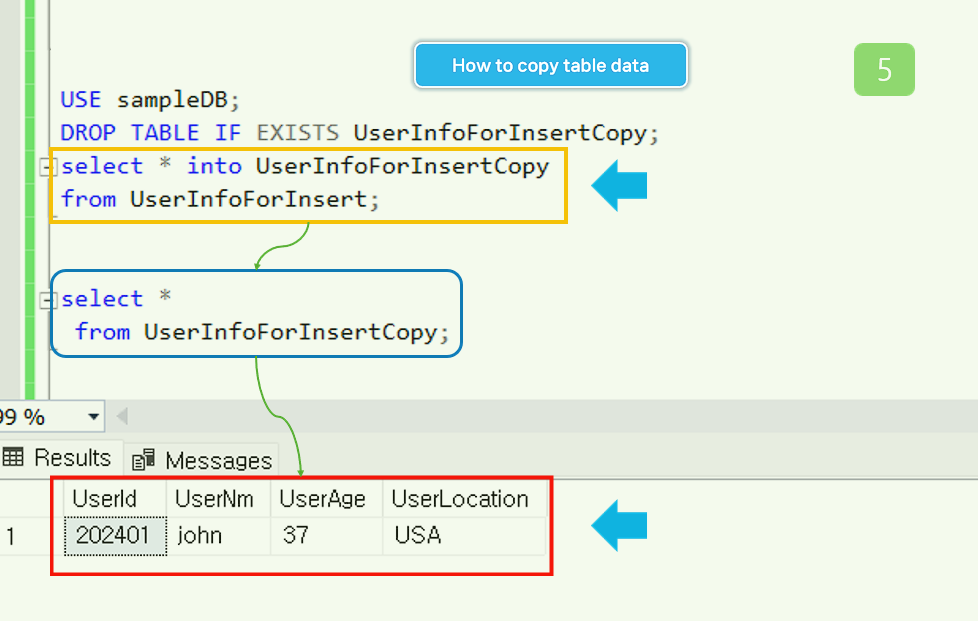 How to copy table data
5
USE sampleDB;
DROP TABLE IF EXISTS UserInfoForInsertCopy;
select * into UserInfoForInsertCopy
from UserInfoForInsert;
select *
from UserInfoForInsertCopy;
99 %
Results Messages
UserId UserNm UserAge UserLocation
1 202401 john 37 USA